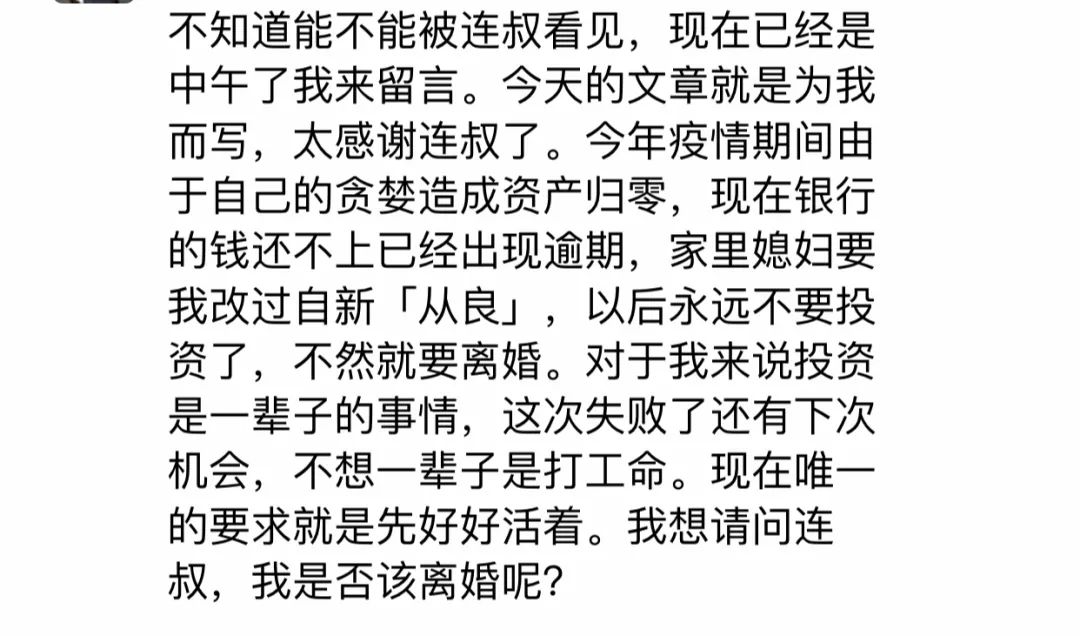 不知道能不能被连叔看见，现在已经是
中午了我来留言。今天的文章就是为我
而写，太感谢连叔了。今年疫情期间由
于自己的贪婪造成资产归零，现在银行
的钱还不上已经出现逾期，家里媳妇要
我改过自新「从良」，以后永远不要投
资了，不然就要离婚。对于我来说投资
是一辈子的事情，这次失败了还有下次
机会，不想一辈子是打工命。现在唯一
的要求就是先好好活着。我想请问连
叔，我是否该离婚呢？